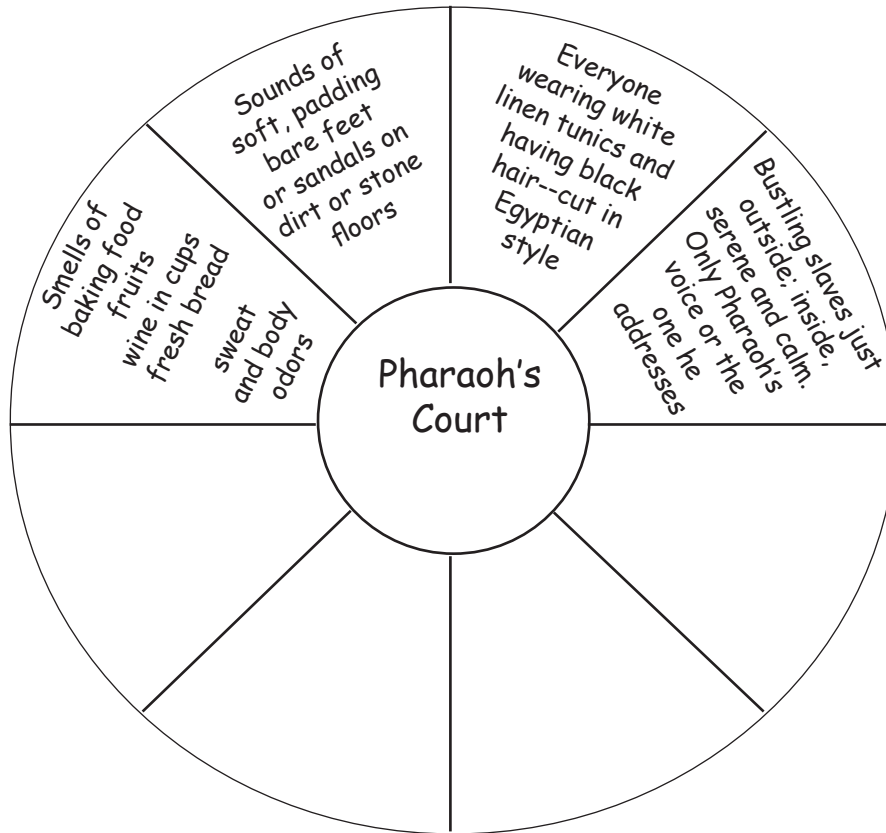 Smells of
baking food
fruits
wine in cups
fresh bread
sweat
and body
odors
Sounds of
soft, padding
bare feet
or sandals on
dirt or stone
floors
Everyone
wearing white
linen tunics and
having black
hair--cut in
Egyptian
style
Bustling slaves just
outside; inside,
serene and calm.
Only Pharaoh's
voice or the
one he
addresses
Pharaoh's
Court